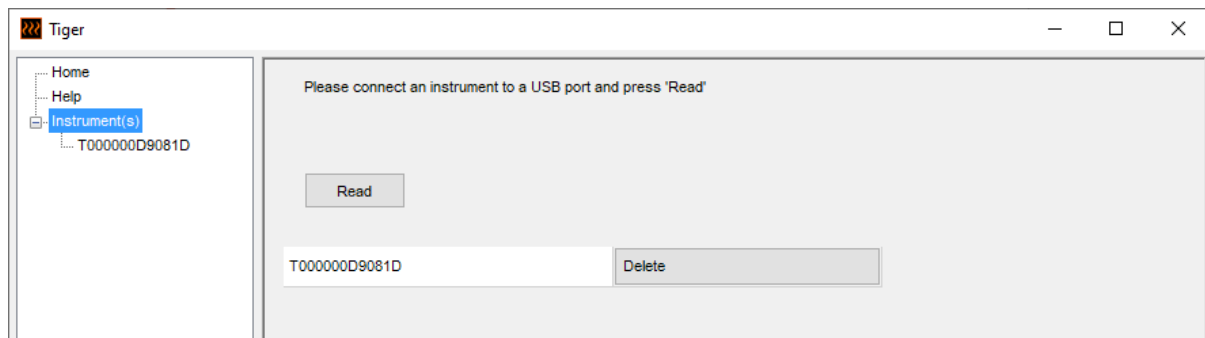 Tiger
Home
Help
Instrument(s)
T000000D9081D
Please connect an instrument to a USB port and press 'Read'
Read
T000000D9081D
Delete